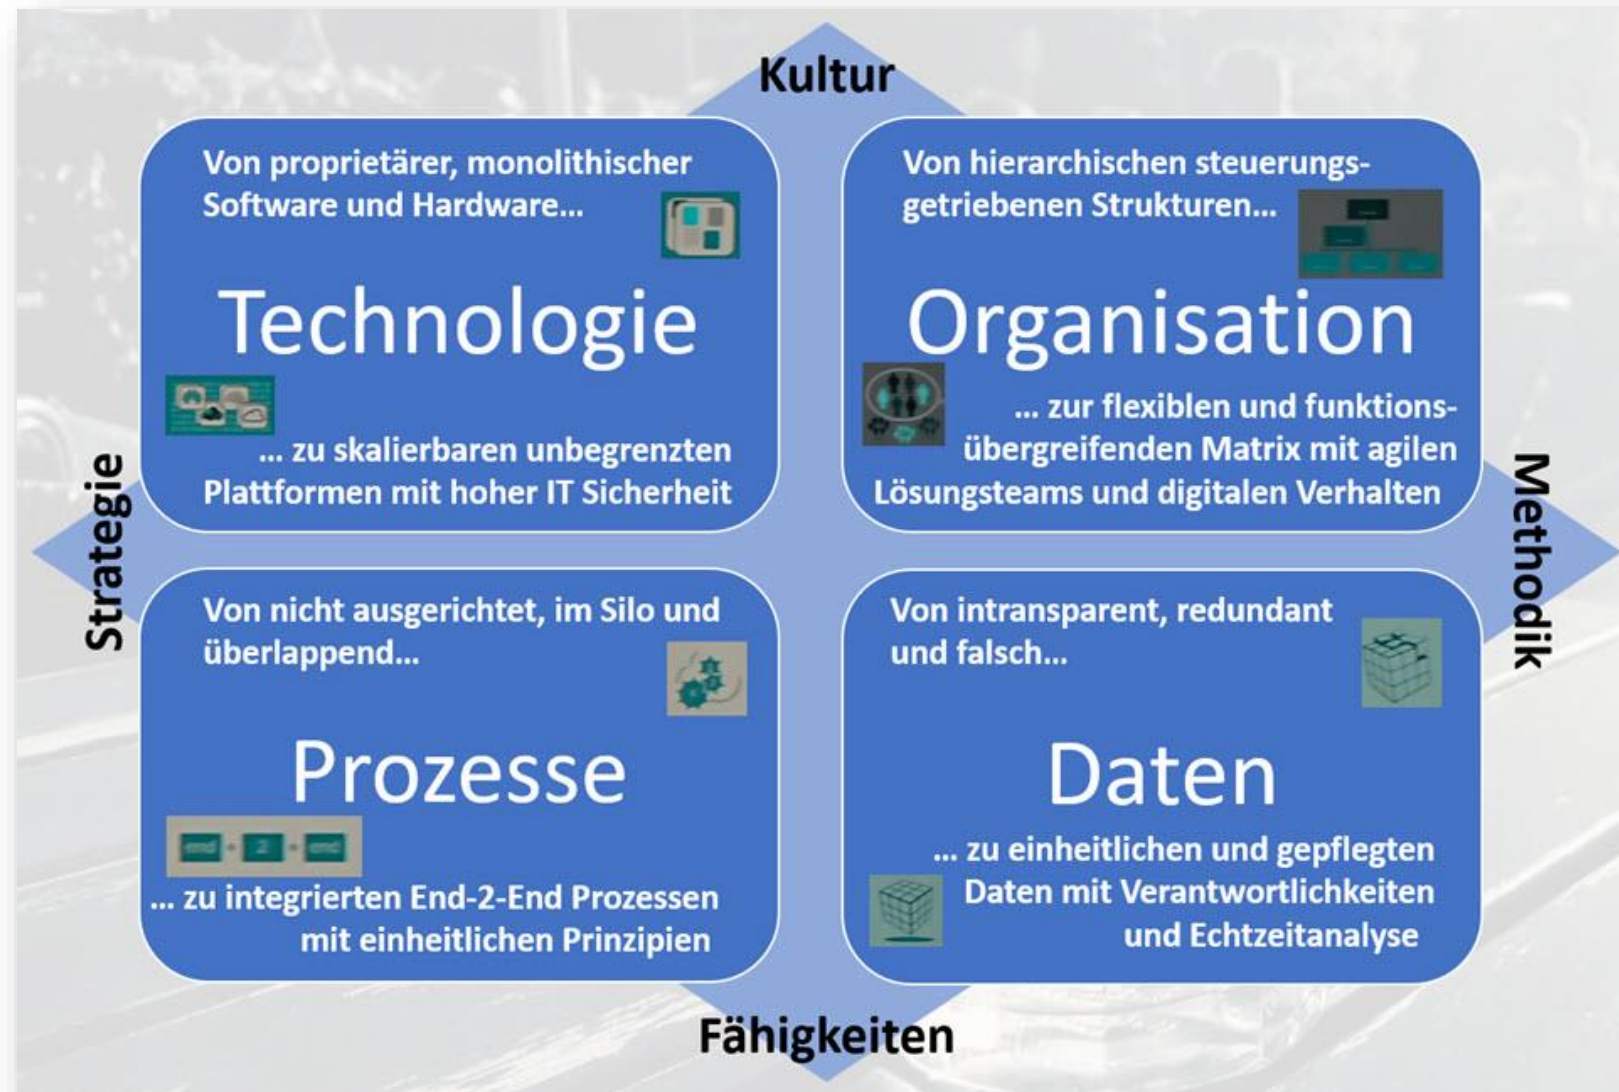 Kultur
Von proprietärer, monolithischer
Software und Hardware...
Technologie
... zu skalierbaren unbegrenzten
Plattformen mit hoher IT Sicherheit
Von hierarchischen steuerungs-
getriebenen Strukturen...
Organisation
... zur flexiblen und funktions-
übergreifenden Matrix mit agilen
Lösungsteams und digitalen Verhalten
Strategie
Methodik
Von nicht ausgerichtet, im Silo und
überlappend...
Prozesse
end 2 end
... zu integrierten End-2-End Prozessen
mit einheitlichen Prinzipien
Von intransparent, redundant
und falsch...
Daten
... zu einheitlichen und gepflegten
Daten mit Verantwortlichkeiten
und Echtzeitanalyse
Fähigkeiten